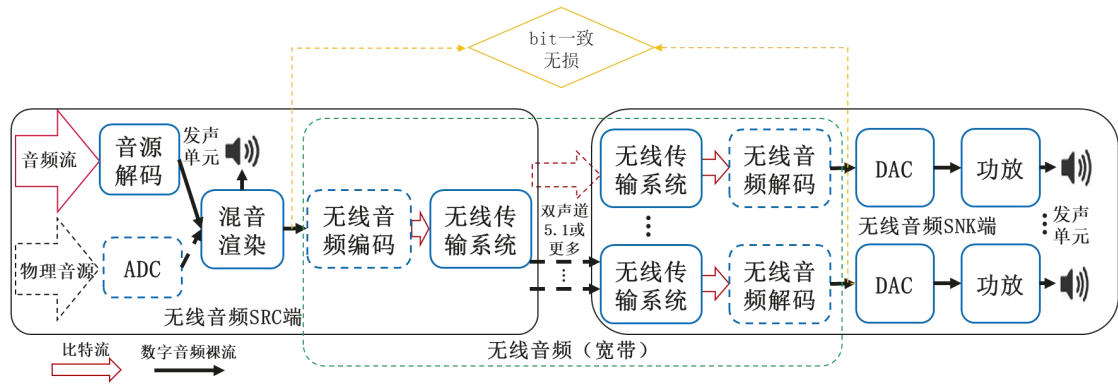 bit一致
无损
音频流
音源
解码
发声
单元
物理音源
ADC
混音
渲染
无线音
频编码
无线传
输系统
无线音频SRC端
双声道
5.1或
更多
...
无线传
输系统
无线音
频解码
DAC
功放
...
无线音频SNK端
发声
单元
无线传
输系统
无线音
频解码
DAC
功放
无线音频（宽带）
比特流
数字音频裸流